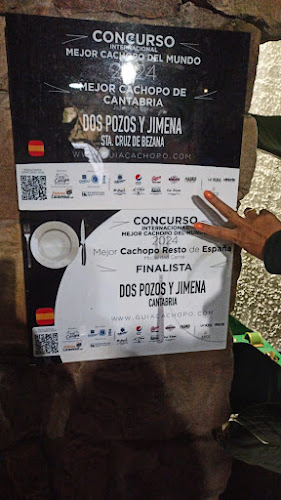 CONCURSO
INTERNACIONAL
MEJOR CACHOPO DEL MUNDO
2024
MEJOR CACHOPO DE
CANTABRIA
DOS POZOS Y JIMENA
STA. CRUZ DE BEZANA
WWW.GUIACACHOPO.COM
CONCURSO
INTERNACIONAL
MEJOR CACHOPO DEL MUNDO
2024
Mejor Cachopo Resto de España
FINALISTA
DOS POZOS Y JIMENA
CANTABRIA
WWW.GUIACACHOPO.COM